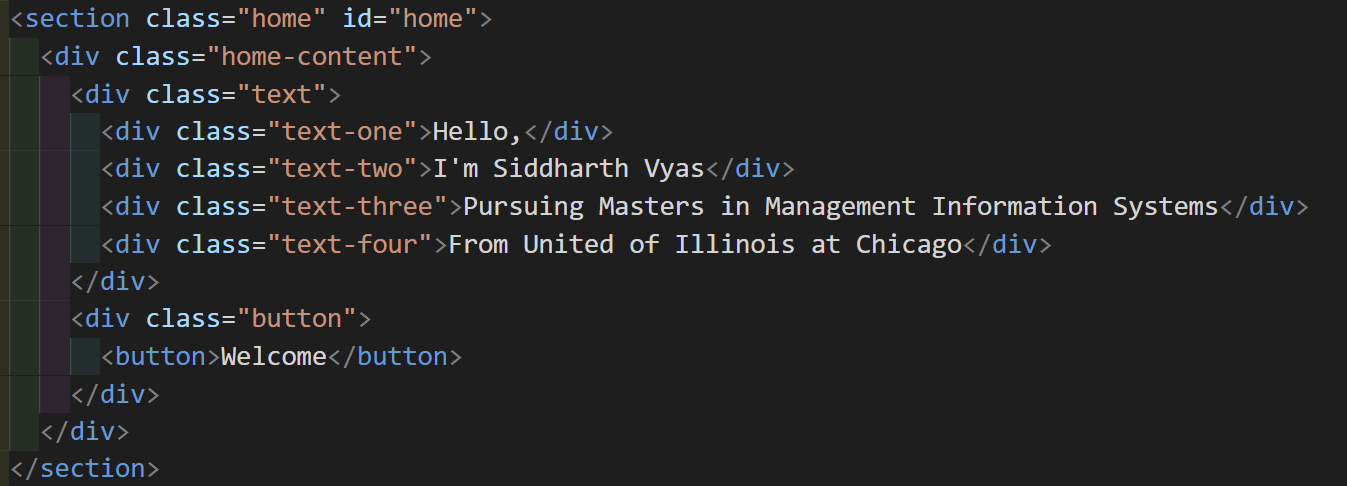 <section class="home" id="home">
  <div class="home-content">
    <div class="text">
      <div class="text-one">Hello,</div>
      <div class="text-two">I'm Siddharth Vyas</div>
      <div class="text-three">Pursuing Masters in Management Information Systems</div>
      <div class="text-four">From United of Illinois at Chicago</div>
    </div>
    <div class="button">
      <button>Welcome</button>
    </div>
  </div>
</section>